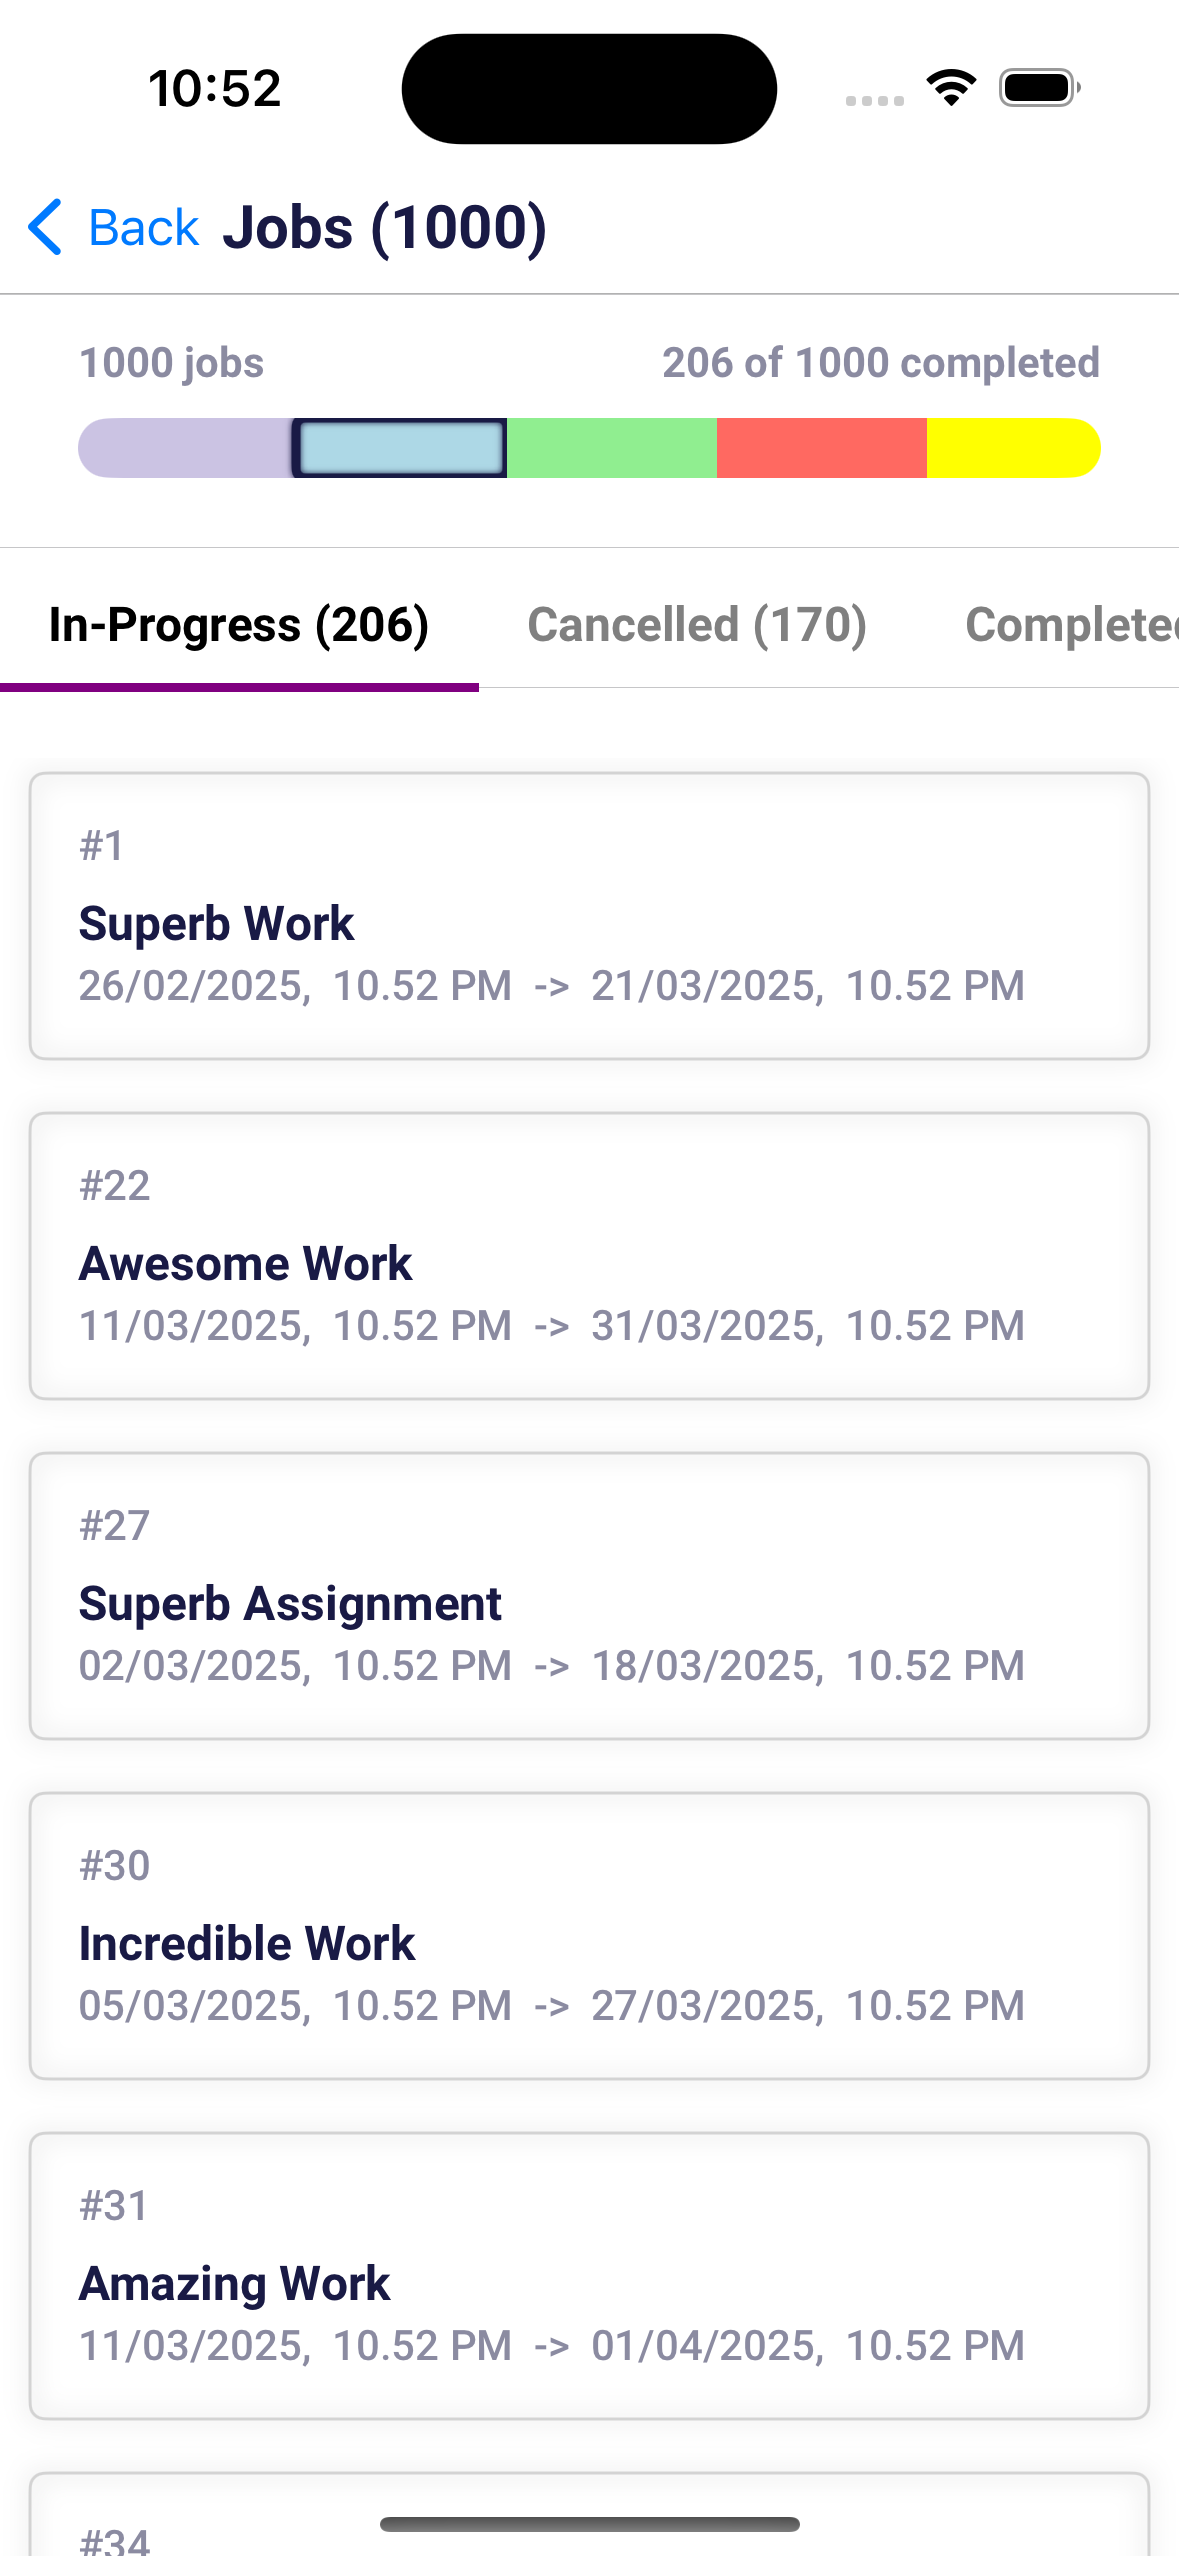 10:52
Back Jobs (1000)
1000 jobs 206 of 1000 completed
In-Progress (206) Cancelled (170)
#1
Superb Work
26/02/2025, 10.52 PM -> 21/03/2025, 10.52 PM
#22
Awesome Work
11/03/2025, 10.52 PM -> 31/03/2025, 10.52 PM
#27
Superb Assignment
02/03/2025, 10.52 PM -> 18/03/2025, 10.52 PM
#30
Incredible Work
05/03/2025, 10.52 PM -> 27/03/2025, 10.52 PM
#31
Amazing Work
11/03/2025, 10.52 PM -> 01/04/2025, 10.52 PM
#34